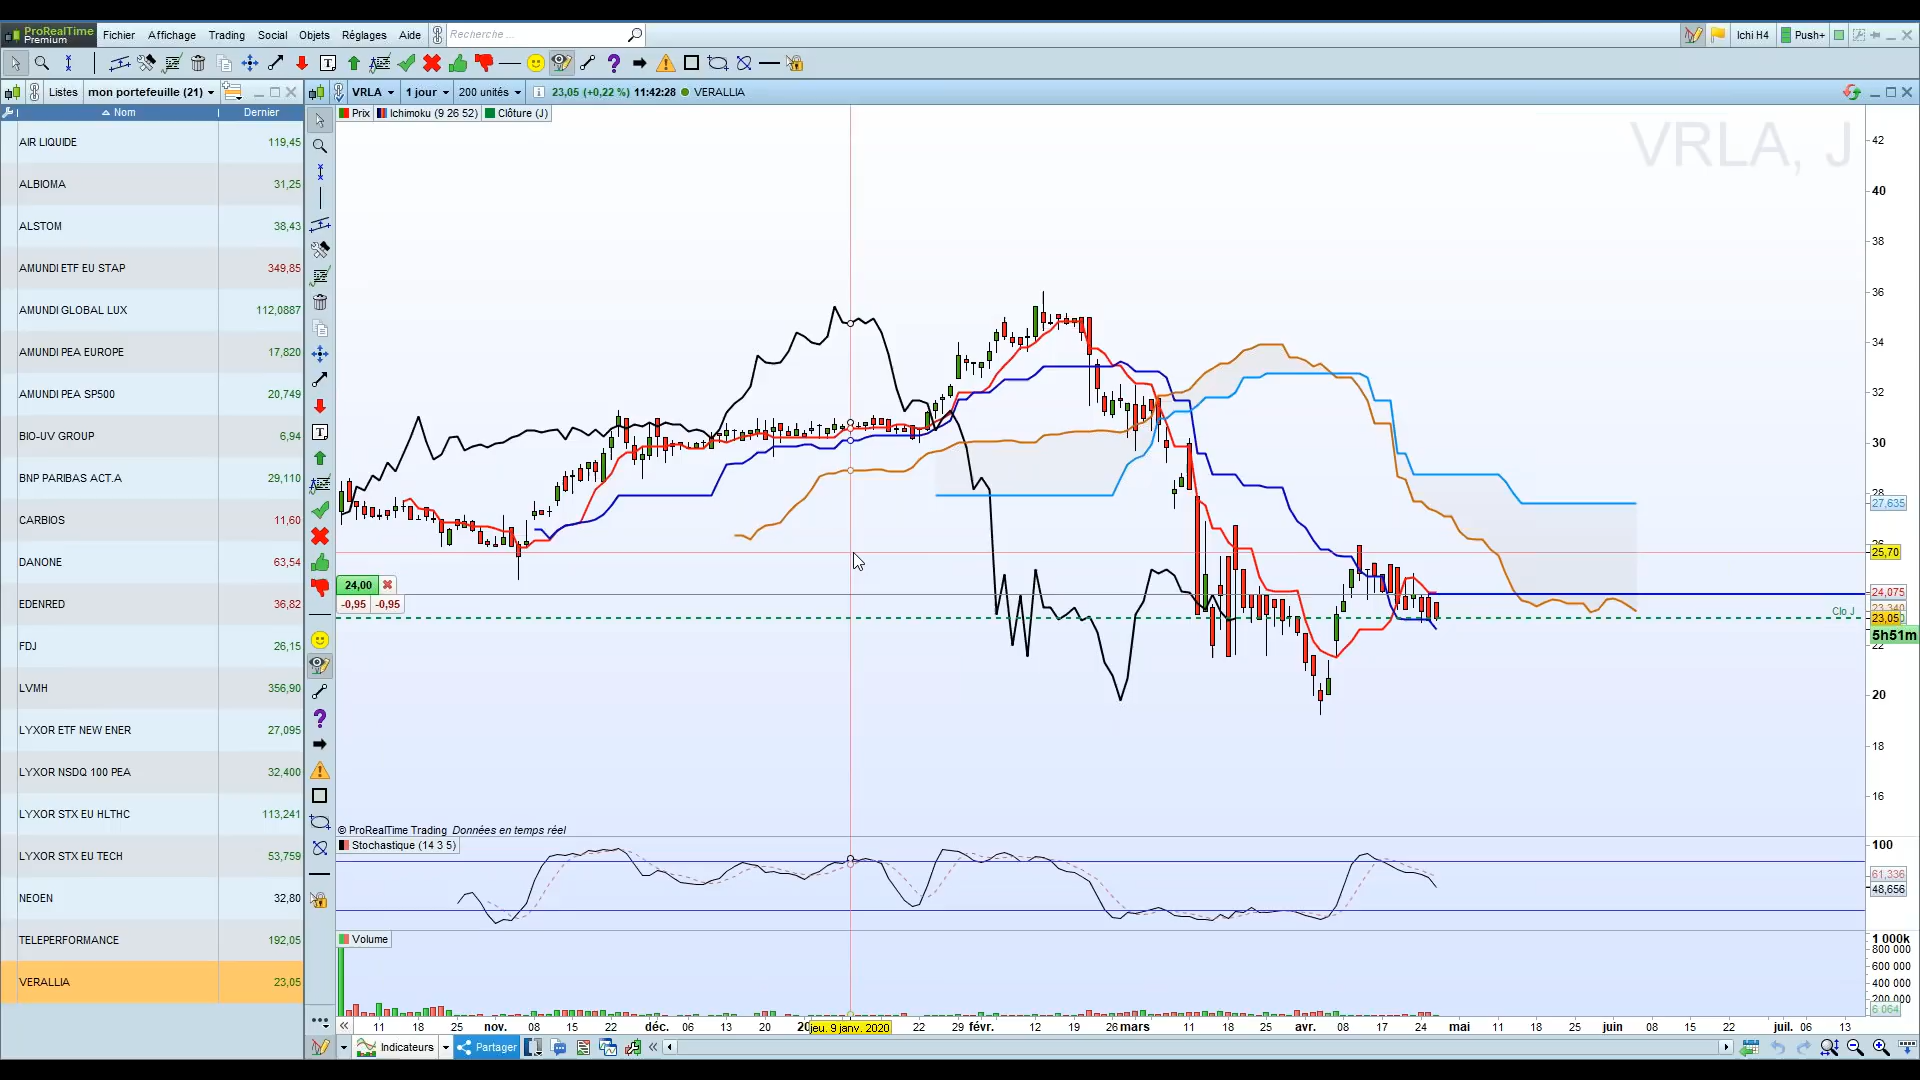 ProRealTime
Premium
Fichier Affichage Trading Social Objets Réglages Aide Recherche... Ichi H4 Push+
Listes mon portefeuille (21) VRLA 1 jour 200 unités 23,05 (+0,22 %) 11:42:28 VERALLIA
Nom Dernier
Prix Ichimoku (9 26 52) Clôture (J)
VRLA, J
AIR LIQUIDE 119,45
ALBIOMA 31,25
ALSTOM 38,43
AMUNDI ETF EU STAP 349,85
AMUNDI GLOBAL LUX 112,0887
AMUNDI PEA EUROPE 17,820
AMUNDI PEA SP500 20,749
BIO-UV GROUP 6,94
BNP PARIBAS ACT.A 29,110
CARBIOS 11,60
DANONE 63,54
EDENRED 36,82
FDJ 26,15
LVMH 356,90
LYXOR ETF NEW ENER 27,095
LYXOR NSDQ 100 PEA 32,400
LYXOR STX EU HLTHC 113,241
LYXOR STX EU TECH 53,759
NEOEN 32,80
TELEPERFORMANCE 192,05
VERALLIA 23,05
42
40
38
36
34
32
30
28
27,635
26
25,70
24,00
24,075
-0,95 -0,95
23,340
Clo J
23,05
5h51m
22
20
18
16
© ProRealTime Trading Données en temps réel
Stochastique (14 3 5)
100
61,336
48,656
Volume
1 000k
800 000
600 000
400 000
200 000
6 064
11 18 25 nov. 08 15 22 déc. 06 13 20 20 jeu. 9 janv. 2020 22 29 févr. 12 19 26 mars 11 18 25 avr. 08 17 24 mai 11 18 25 juin 08 15 22 juil. 06 13
Indicateurs Partager